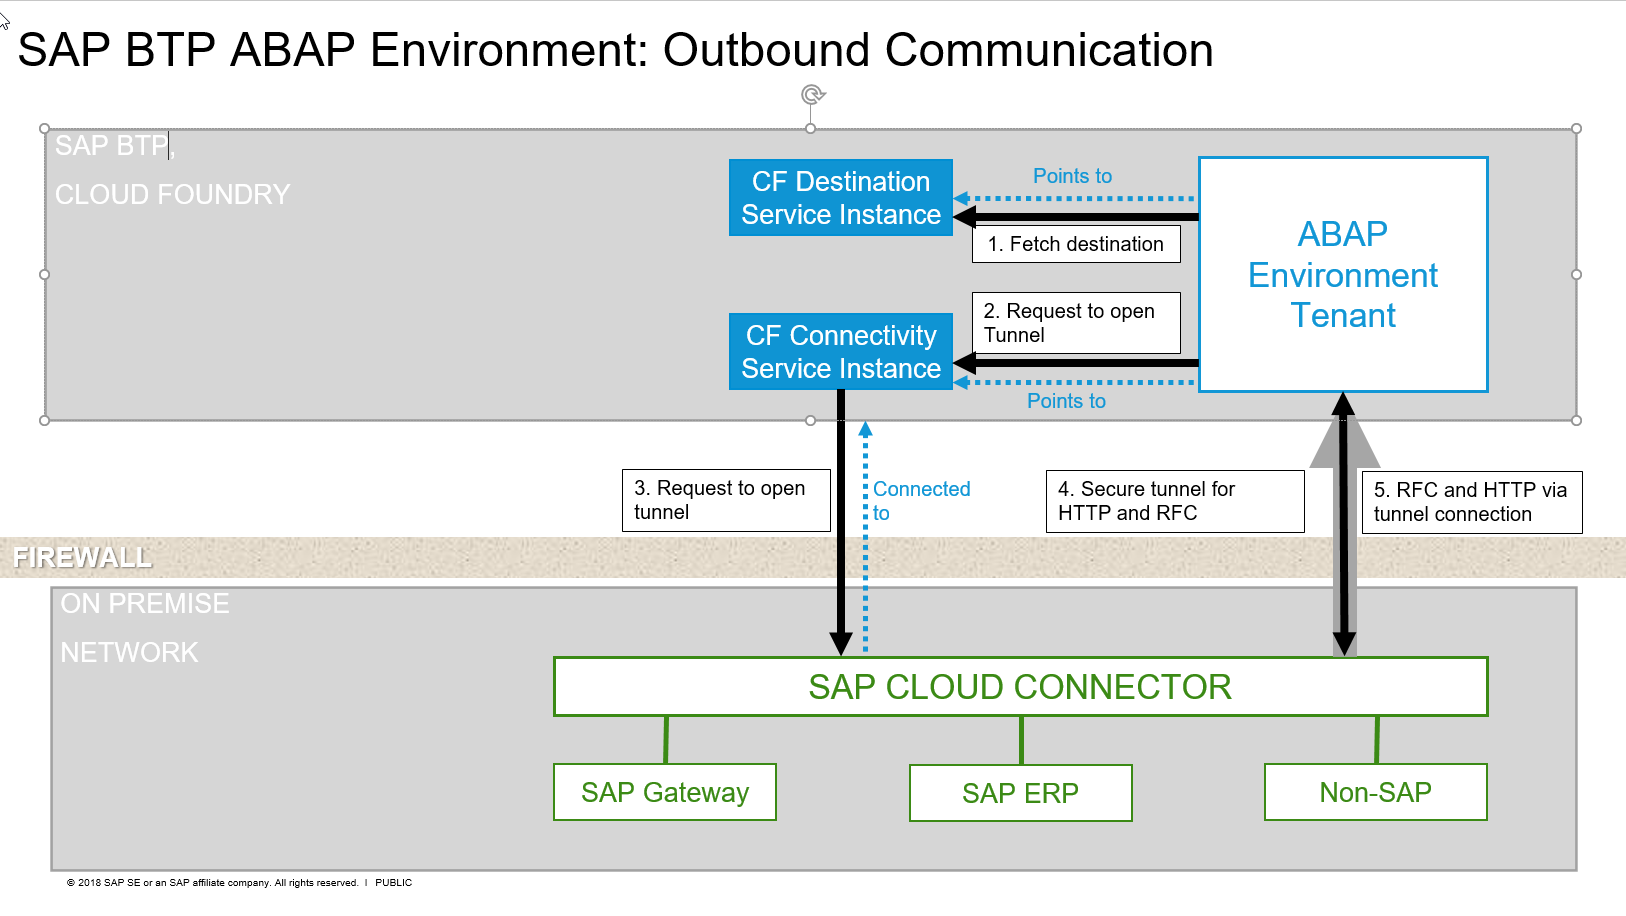 SAP BTP ABAP Environment: Outbound Communication
SAP BTP,
CLOUD FOUNDRY
CF Destination
Service Instance
Points to
1. Fetch destination
ABAP
Environment
Tenant
2. Request to open
Tunnel
CF Connectivity
Service Instance
Points to
3. Request to open
tunnel
Connected
to
4. Secure tunnel for
HTTP and RFC
5. RFC and HTTP via
tunnel connection
FIREWALL
ON PREMISE
NETWORK
SAP CLOUD CONNECTOR
SAP Gateway
SAP ERP
Non-SAP
© 2018 SAP SE or an SAP affiliate company. All rights reserved. | PUBLIC